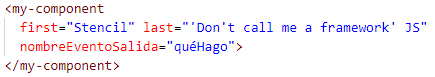 <my-component
first="Stencil" last="'Don't call me a framework' JS"
nombreEventoSalida="quéHago">
</my-component>